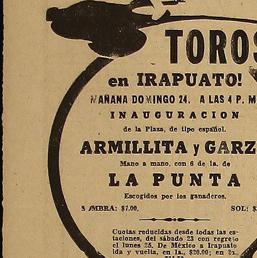 TOROS
en IRAPUATO!
MAÑANA DOMINGO 24. A LAS 4 P. M
INAUGURACION
de la Plaza, de tipo español.
ARMILLITA y GARZ
Mano a mano, con 6 de la. de
LA PUNTA
Escogidos por los ganaderos.
SOMBRA: $7.00. SOL: $
Cuotas reducidas desde todas las es-
taciones, del sábado 23 con regreso
el lunes 25. De México a Irapuato
ida y vuelta, en 1a., $20.00; en 2a.